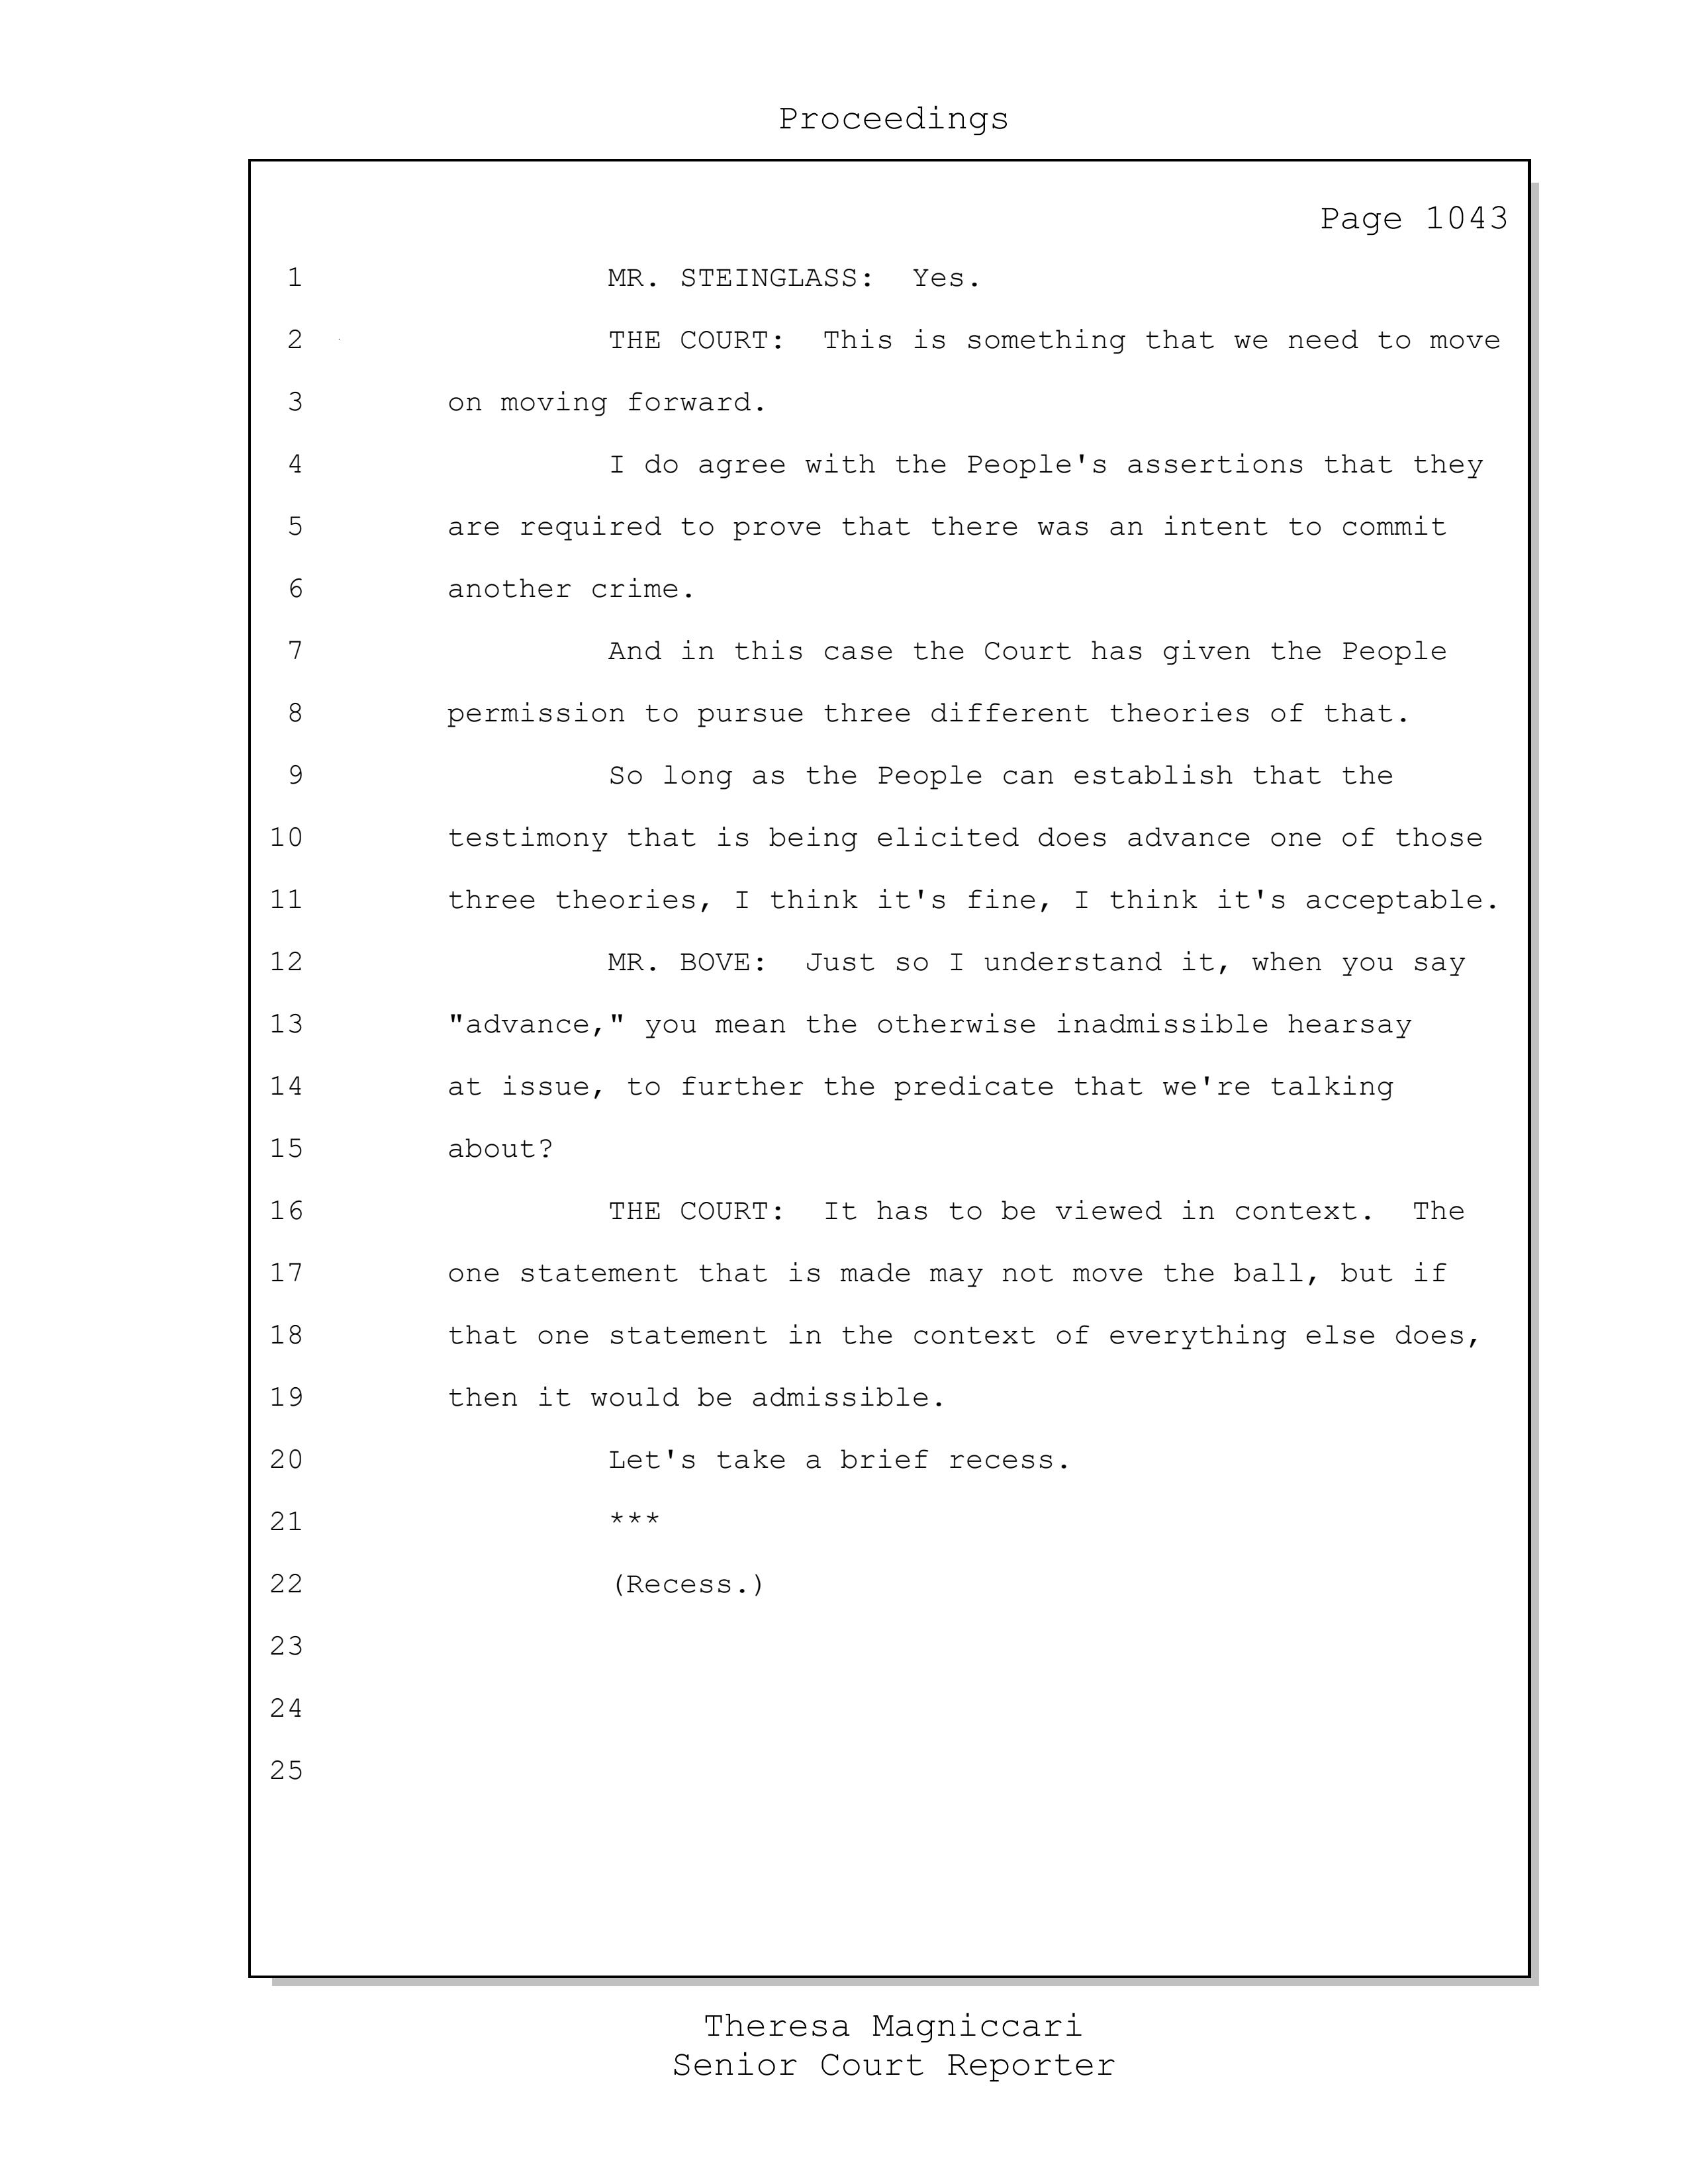 Proceedings
Page 1043
1 MR. STEINGLASS: Yes.
2 THE COURT: This is something that we need to move
3 on moving forward.
4 I do agree with the People's assertions that they
5 are required to prove that there was an intent to commit
6 another crime.
7 And in this case the Court has given the People
8 permission to pursue three different theories of that.
9 So long as the People can establish that the
10 testimony that is being elicited does advance one of those
11 three theories, I think it's fine, I think it's acceptable.
12 MR. BOVE: Just so I understand it, when you say
13 "advance," you mean the otherwise inadmissible hearsay
14 at issue, to further the predicate that we're talking
15 about?
16 THE COURT: It has to be viewed in context. The
17 one statement that is made may not move the ball, but if
18 that one statement in the context of everything else does,
19 then it would be admissible.
20 Let's take a brief recess.
21 ***
22 (Recess.)
23
24
25
Theresa Magniccari
Senior Court Reporter